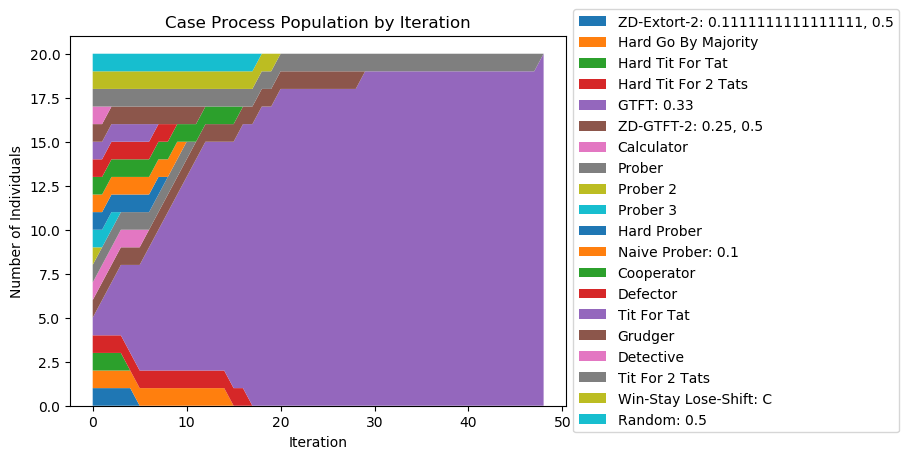 Case Process Population by Iteration
Number of Individuals
20.0
17.5
15.0
12.5
10.0
7.5
5.0
2.5
0.0
0 10 20 30 40 50
Iteration
ZD-Extort-2: 0.1111111111111111, 0.5
Hard Go By Majority
Hard Tit For Tat
Hard Tit For 2 Tats
GTFT: 0.33
ZD-GTFT-2: 0.25, 0.5
Calculator
Prober
Prober 2
Prober 3
Hard Prober
Naive Prober: 0.1
Cooperator
Defector
Tit For Tat
Grudger
Detective
Tit For 2 Tats
Win-Stay Lose-Shift: C
Random: 0.5